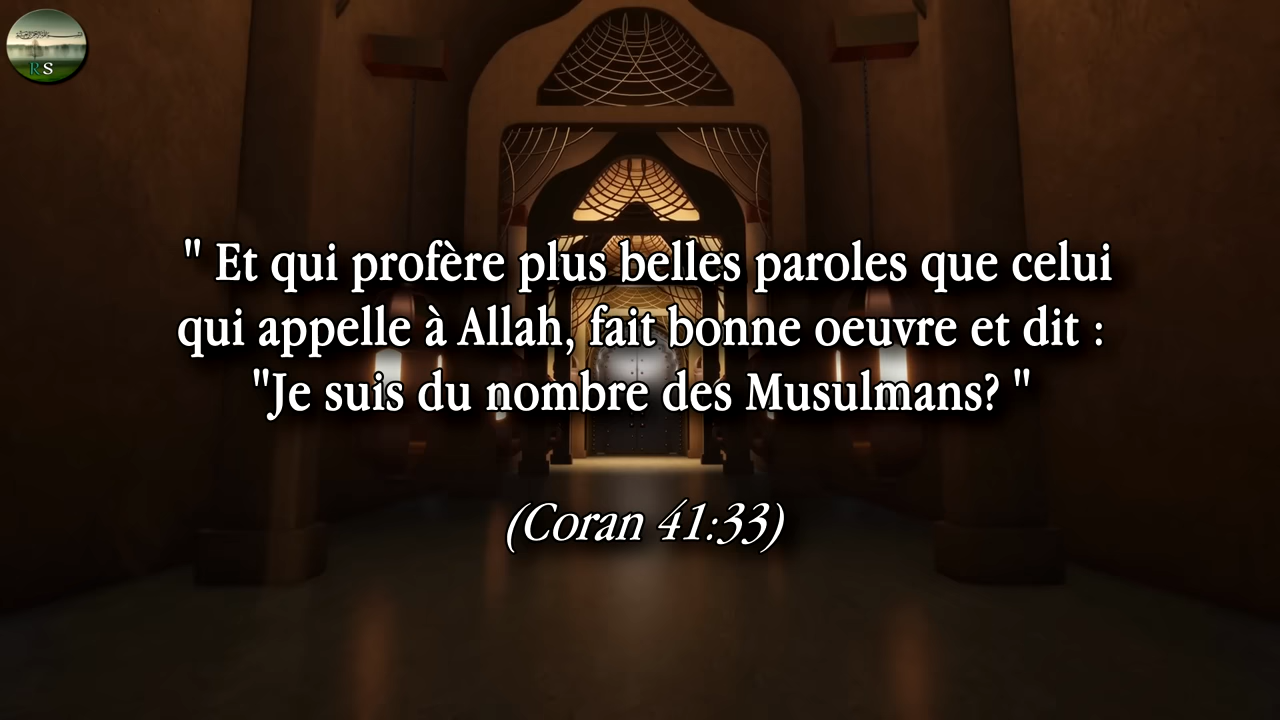 R S
" Et qui profère plus belles paroles que celui
qui appelle à Allah, fait bonne oeuvre et dit :
"Je suis du nombre des Musulmans? "
(Coran 41:33)